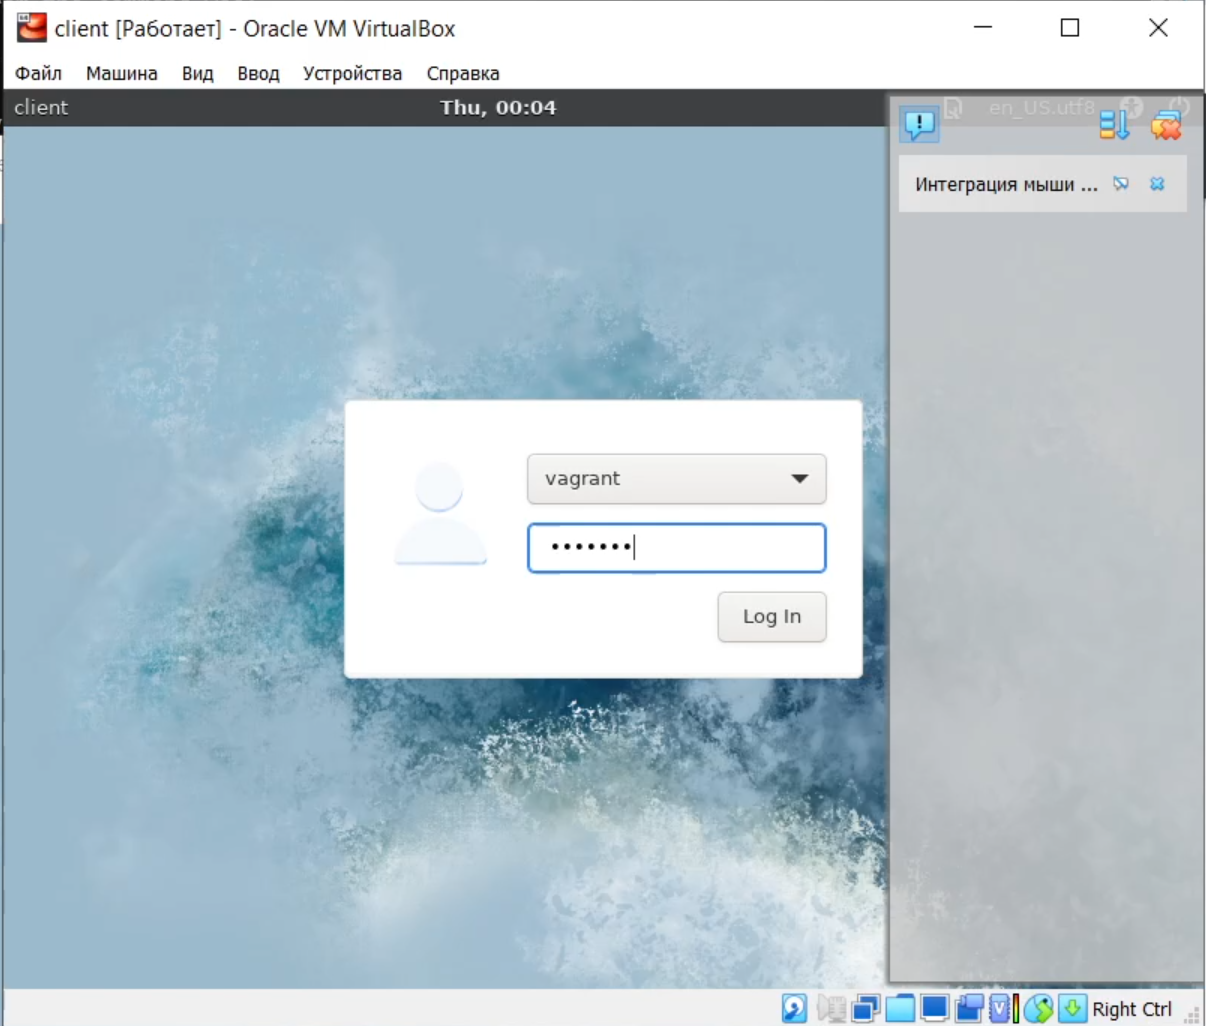 client [Работает] - Oracle VM VirtualBox
Файл Машина Вид Ввод Устройства Справка
client Thu, 00:04 en_US.utf8
Интеграция мыши ...
vagrant
•••••••
Log In
Right Ctrl